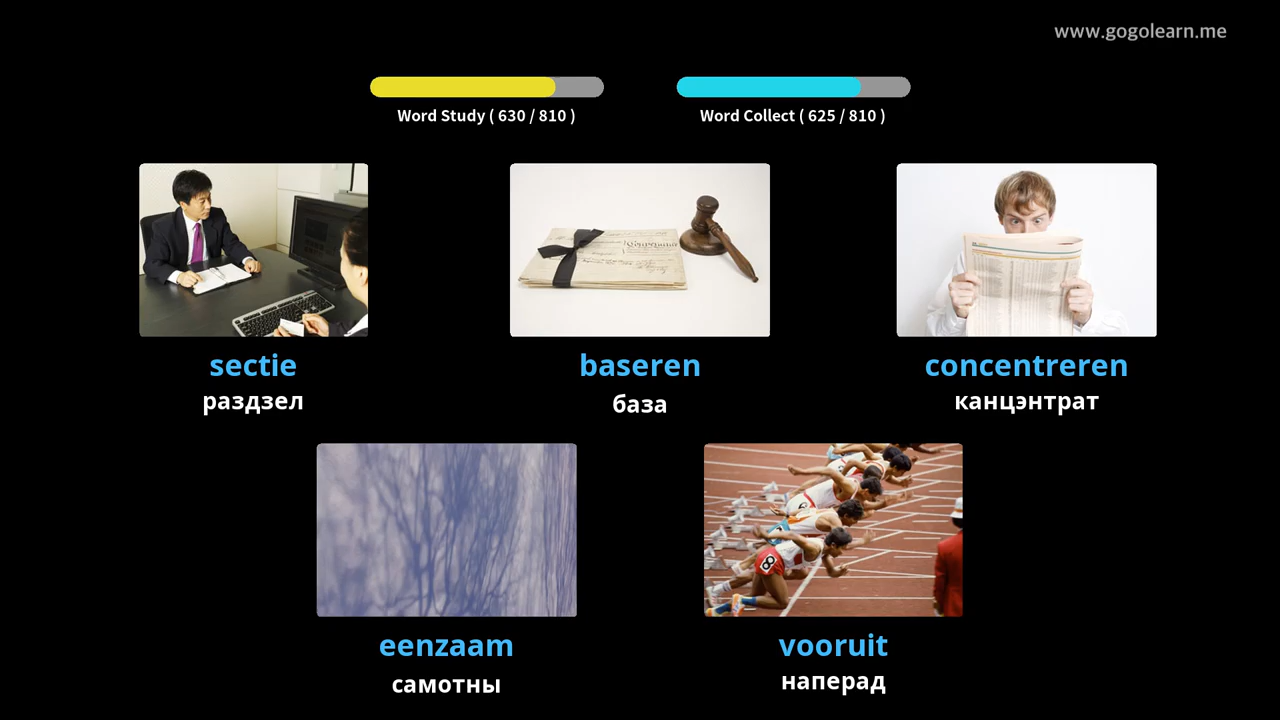 www.gogolearn.me
Word Study ( 630 / 810 )
Word Collect ( 625 / 810 )
sectie
раздзел
baseren
база
concentreren
канцэнтрат
eenzaam
самотны
vooruit
наперад